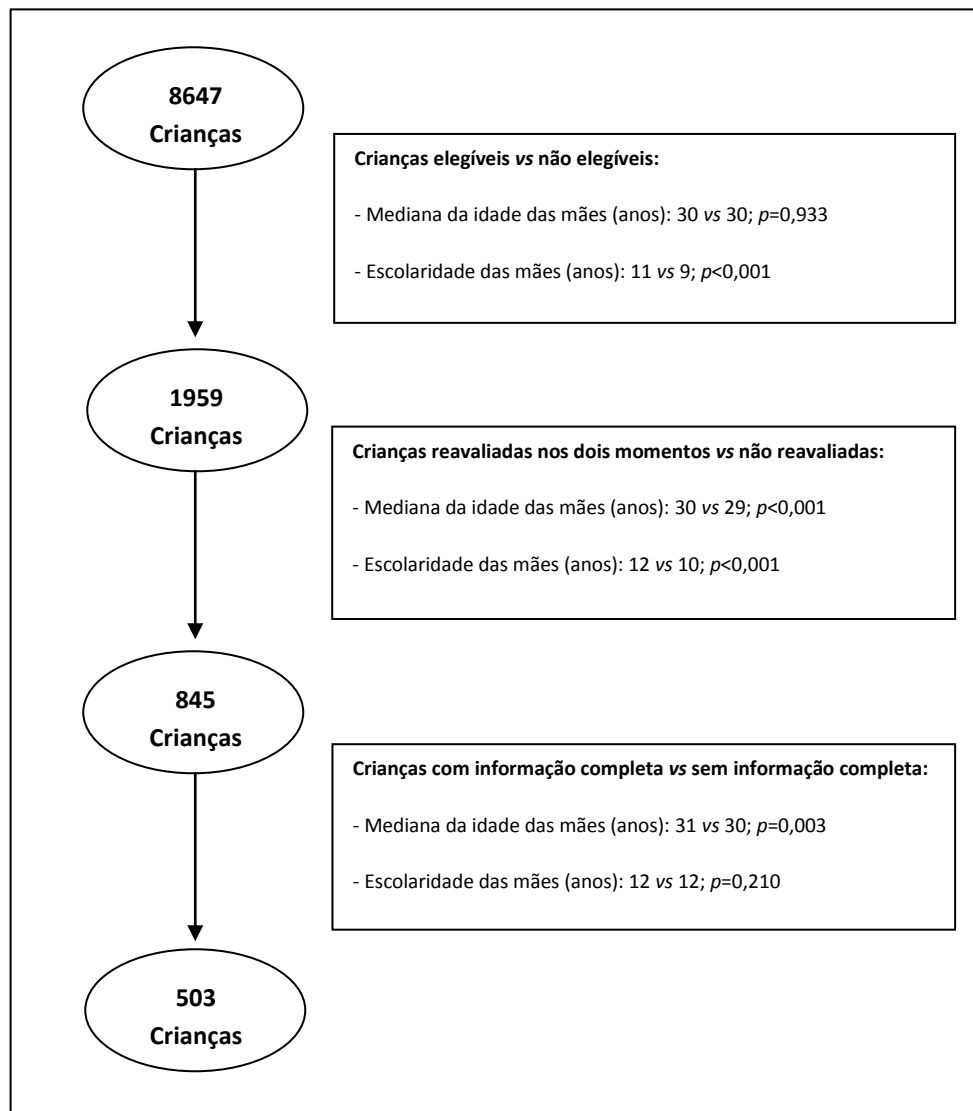 8647
Crianças
Crianças elegíveis vs não elegíveis:
- Mediana da idade das mães (anos): 30 vs 30; p=0,933
- Escolaridade das mães (anos): 11 vs 9; p<0,001
1959
Crianças
Crianças reavaliadas nos dois momentos vs não reavaliadas:
- Mediana da idade das mães (anos): 30 vs 29; p<0,001
- Escolaridade das mães (anos): 12 vs 10; p<0,001
845
Crianças
Crianças com informação completa vs sem informação completa:
- Mediana da idade das mães (anos): 31 vs 30; p=0,003
- Escolaridade das mães (anos): 12 vs 12; p=0,210
503
Crianças